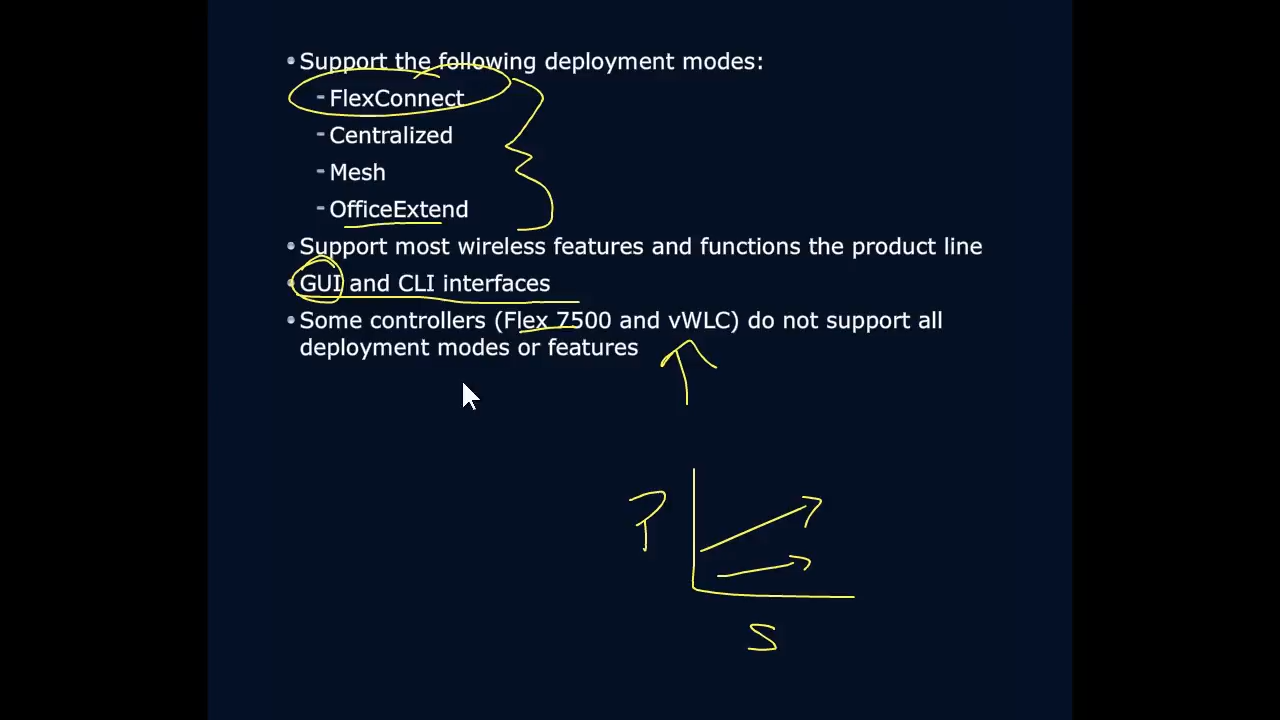 •Support the following deployment modes:
-FlexConnect
-Centralized
-Mesh
-OfficeExtend
•Support most wireless features and functions the product line
•GUI and CLI interfaces
•Some controllers (Flex 7500 and vWLC) do not support all
deployment modes or features
P
S